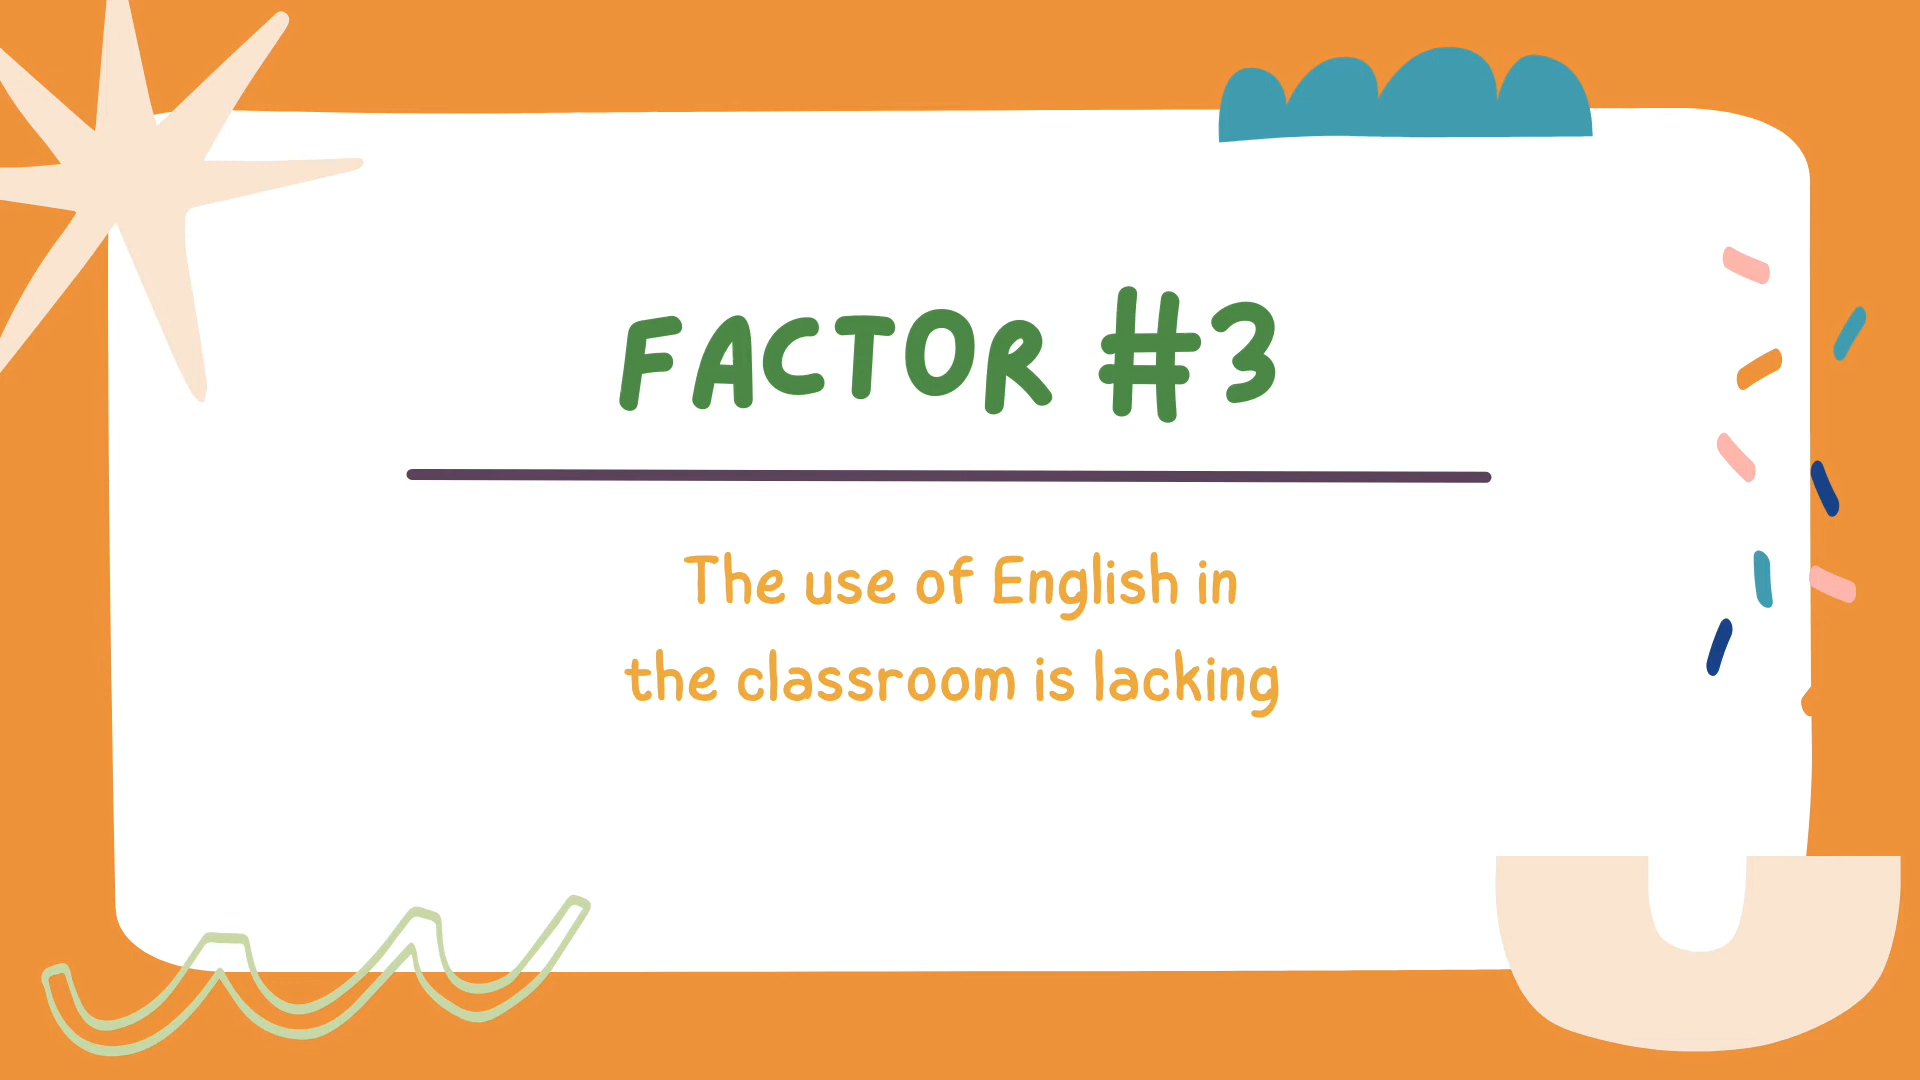 FACTOR #3
The use of English in
the classroom is lacking